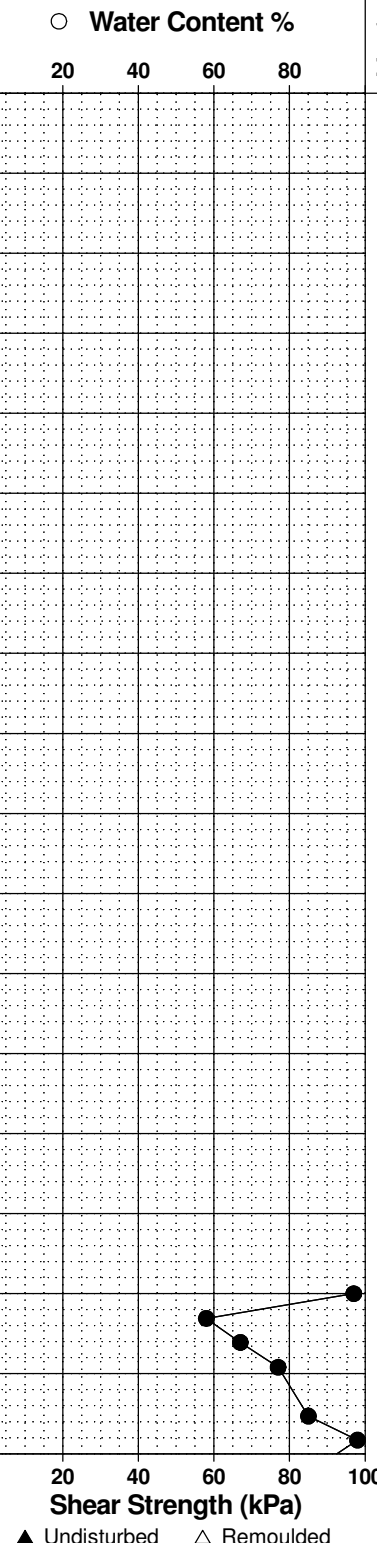 ○ Water Content %
20 40 60 80
20 40 60 80 100
Shear Strength (kPa)
▲ Undisturbed △ Remoulded